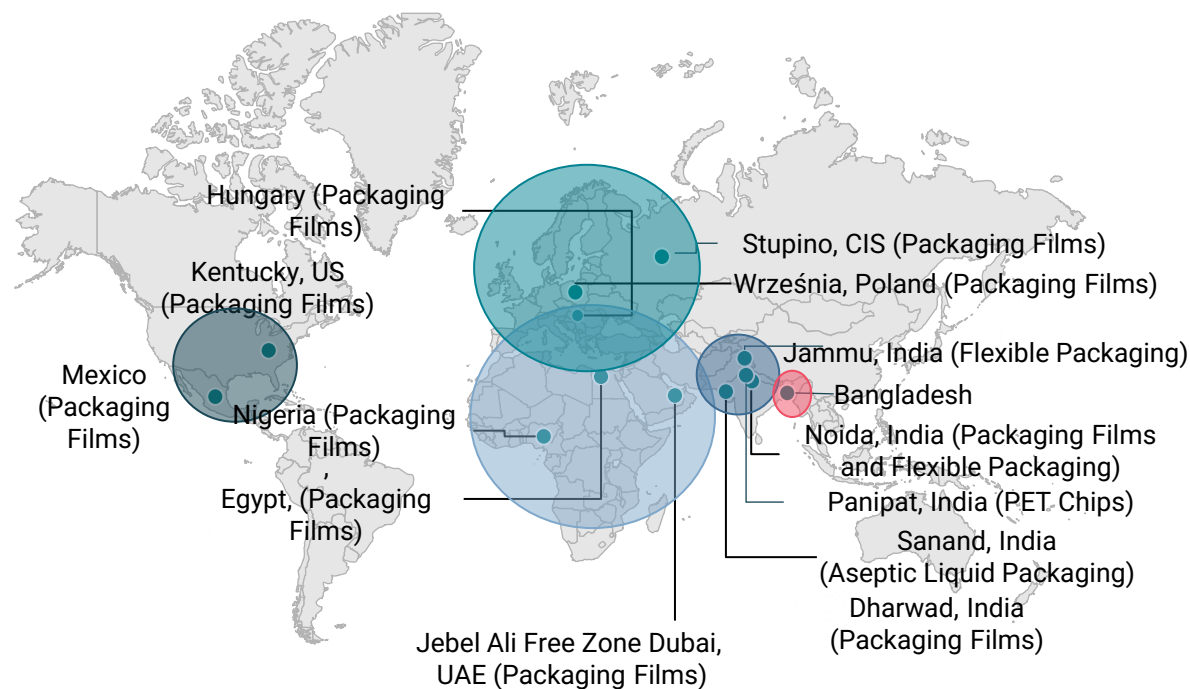 Hungary (Packaging
Films)
Kentucky, US
(Packaging Films)
Mexico
(Packaging
Films)
Nigeria (Packaging
Films)
,
Egypt, (Packaging
Films)
Jebel Ali Free Zone Dubai,
UAE (Packaging Films)
Stupino, CIS (Packaging Films)
Września, Poland (Packaging Films)
Jammu, India (Flexible Packaging)
Bangladesh
Noida, India (Packaging Films
and Flexible Packaging)
Panipat, India (PET Chips)
Sanand, India
(Aseptic Liquid Packaging)
Dharwad, India
(Packaging Films)